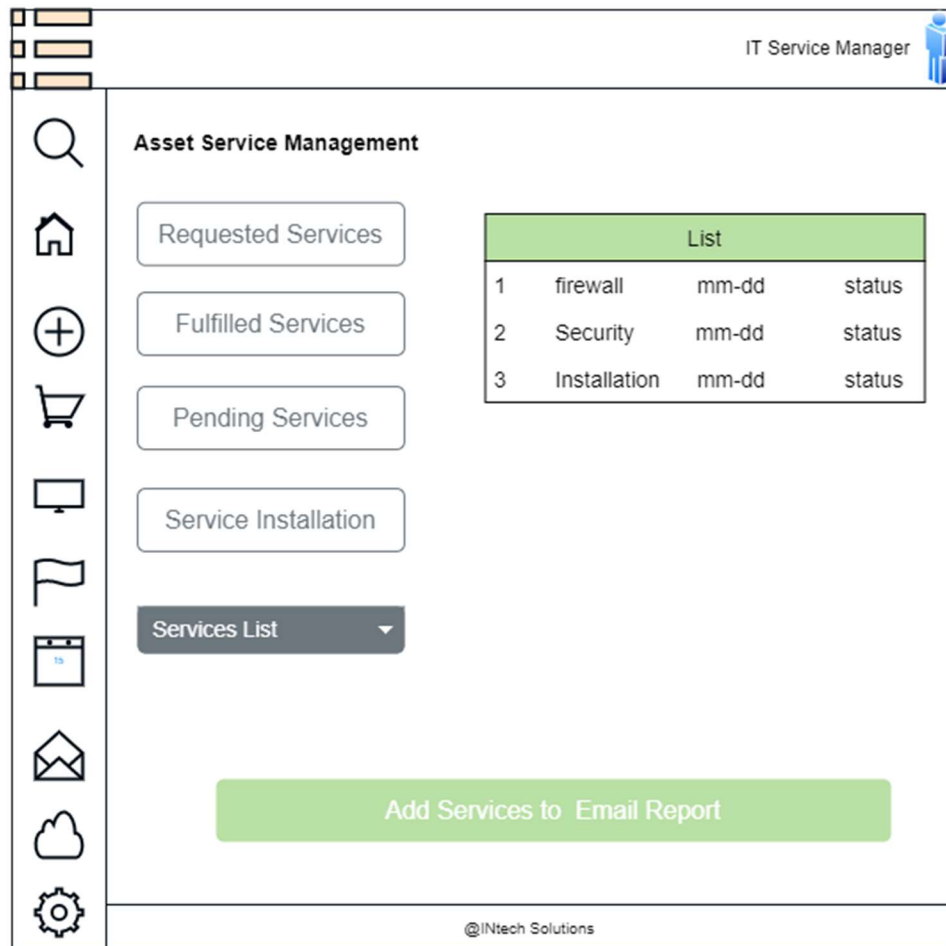 IT Service Manager
Asset Service Management
Requested Services
Fulfilled Services
Pending Services
Service Installation
Services List
List
1 firewall mm-dd status
2 Security mm-dd status
3 Installation mm-dd status
15
Add Services to Email Report
@INtech Solutions